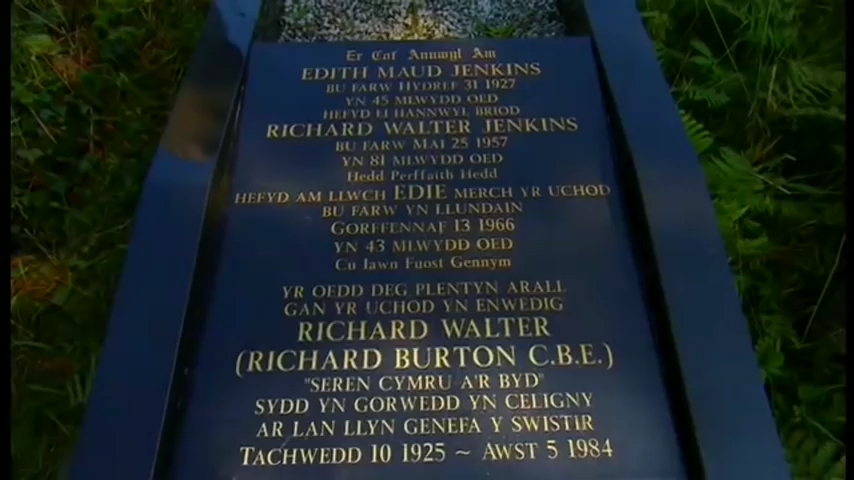 Er Cof Annwyl Am
EDITH MAUD JENKINS
BU FARW HYDREF 31 1927
YN 45 MLWYDD OED
HEFYD EI HANNWYL BRIOD
RICHARD WALTER JENKINS
BU FARW MAI 25 1957
YN 81 MLWYDD OED
Hedd Perffaith Hedd
HEFYD AM LLWCH EDIE MERCH YR UCHOD
BU FARW YN LLUNDAIN
GORFFENNAF 13 1966
YN 43 MLWYDD OED
Cu Iawn Fuost Gennym
YR OEDD DEG PLENTYN ARALL
GAN YR UCHOD YN ENWEDIG
RICHARD WALTER
(RICHARD BURTON C.B.E.)
"SEREN CYMRU A'R BYD"
SYDD YN GORWEDD YN CELIGNY
AR LAN LLYN GENEFA Y SWISTIR
TACHWEDD 10 1925 ~ AWST 5 1984